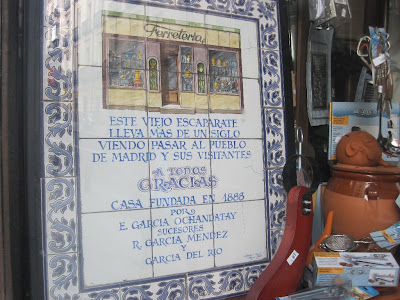 Ferretería
ESTE VIEJO ESCAPARATE
LLEVA MAS DE UN SIGLO
VIENDO PASAR AL PUEBLO
DE MADRID Y SUS VISITANTES
A TODOS
GRACIAS
CASA FUNDADA EN 1888
POR
E. GARCIA OCHANDATAY
SUCESORES
R. GARCIA MENDEZ
Y
GARCIA DEL RIO